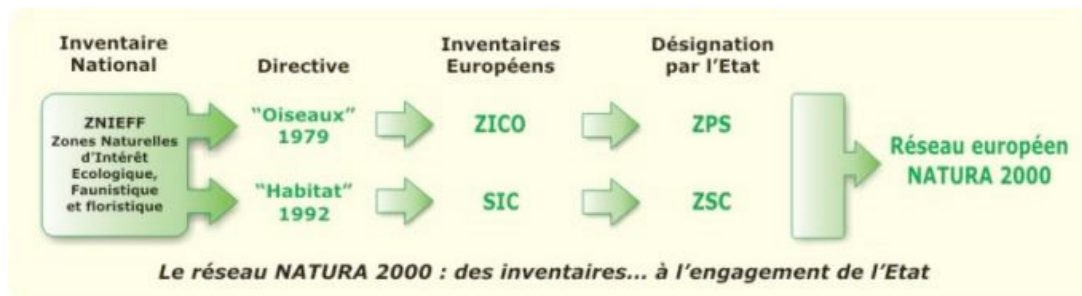 Inventaire
National
Directive
Inventaires
Européens
Désignation
par l'Etat
ZNIEFF
Zones Naturelles
d'Intérêt
Ecologique,
Faunistique
et floristique
"Oiseaux"
1979
ZICO
ZPS
"Habitat"
1992
SIC
ZSC
Réseau européen
NATURA 2000
Le réseau NATURA 2000 : des inventaires... à l'engagement de l'Etat